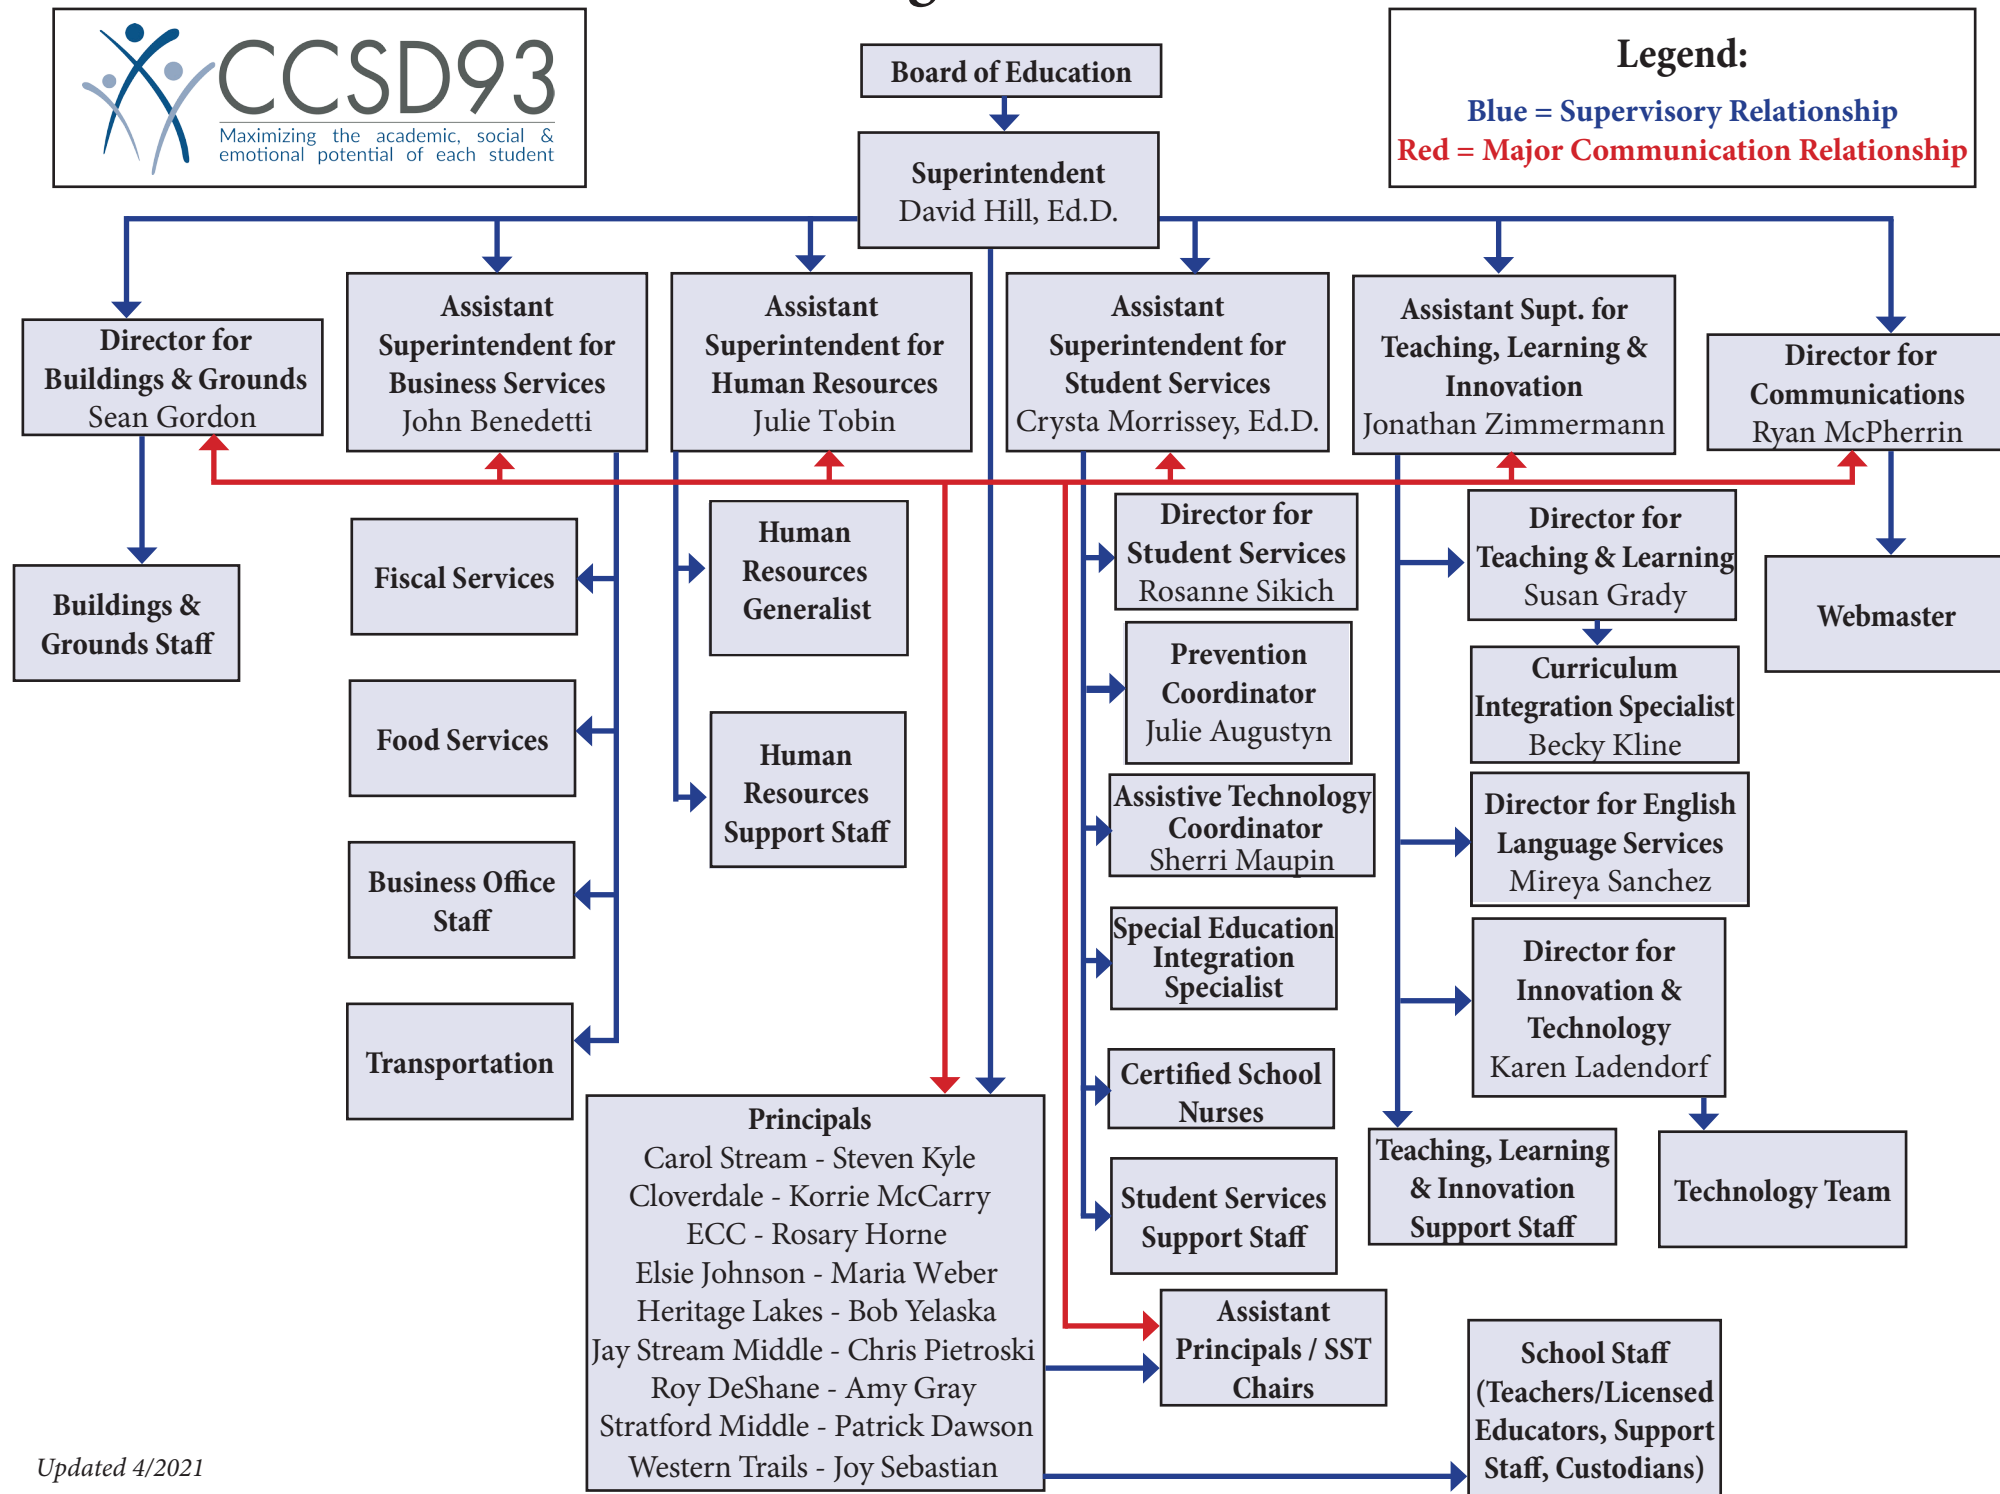 CCSD93
Maximizing the academic, social &
emotional potential of each student
Board of Education
Legend:
Blue = Supervisory Relationship
Red = Major Communication Relationship
Superintendent
David Hill, Ed.D.
Director for
Buildings & Grounds
Sean Gordon
Assistant
Superintendent for
Business Services
John Benedetti
Assistant
Superintendent for
Human Resources
Julie Tobin
Assistant
Superintendent for
Student Services
Crysta Morrissey, Ed.D.
Assistant Supt. for
Teaching, Learning &
Innovation
Jonathan Zimmermann
Director for
Communications
Ryan McPherrin
Buildings &
Grounds Staff
Fiscal Services
Food Services
Business Office
Staff
Transportation
Human
Resources
Generalist
Human
Resources
Support Staff
Director for
Student Services
Rosanne Sikich
Prevention
Coordinator
Julie Augustyn
Assistive Technology
Coordinator
Sherri Maupin
Special Education
Integration
Specialist
Certified School
Nurses
Student Services
Support Staff
Director for
Teaching & Learning
Susan Grady
Curriculum
Integration Specialist
Becky Kline
Director for English
Language Services
Mireya Sanchez
Director for
Innovation &
Technology
Karen Ladendorf
Teaching, Learning
& Innovation
Support Staff
Technology Team
Webmaster
Principals
Carol Stream - Steven Kyle
Cloverdale - Korrie McCarry
ECC - Rosary Horne
Elsie Johnson - Maria Weber
Heritage Lakes - Bob Yelaska
Jay Stream Middle - Chris Pietroski
Roy DeShane - Amy Gray
Stratford Middle - Patrick Dawson
Western Trails - Joy Sebastian
Assistant
Principals / SST
Chairs
School Staff
(Teachers/Licensed
Educators, Support
Staff, Custodians)
Updated 4/2021